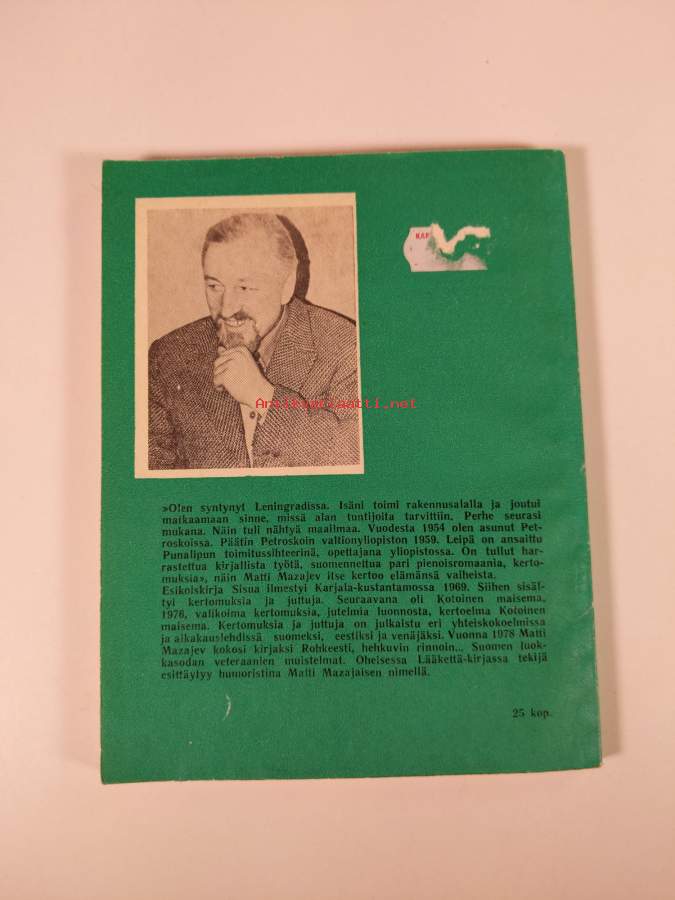 KAP
Antikvariaatti.net
»Olen syntynyt Leningradissa. Isäni toimi rakennusalalla ja joutui
matkaamaan sinne, missä alan tuntijoita tarvittiin. Perhe seurasi
mukana. Näin tuli nähtyä maailmaa. Vuodesta 1954 olen asunut Pet-
roskoissa. Päätin Petroskoin valtionyliopiston 1959. Leipä on ansaittu
Punalipun toimitussihteerinä, opettajana yliopistossa. On tullut har-
rastettua kirjallista työtä, suomennettua pari pienoisromaania, kerto-
muksia», näin Matti Mazajev itse kertoo elämänsä vaiheista.
Esikoiskirja Sisua ilmestyi Karjala-kustantamossa 1969. Siihen sisäl-
tyi kertomuksia ja juttuja. Seuraavana oli Kotoinen maisema,
1976, valikoima kertomuksia, jutelmia luonnosta, kertoelma Kotoinen
maisema. Kertomuksia ja juttuja on julkaistu eri yhteiskokoelmissa
ja aikakauslehdissä suomeksi, eestiksi ja venäjäksi. Vuonna 1978 Matti
Mazajev kokosi kirjaksi Rohkeesti, hehkuvin rinnoin... Suomen luok-
kasodan veteraanien muistelmat. Oheisessa Lääkettä-kirjassa tekijä
esittäytyy humoristina Matti Mazajaisen nimellä.
25 kop.